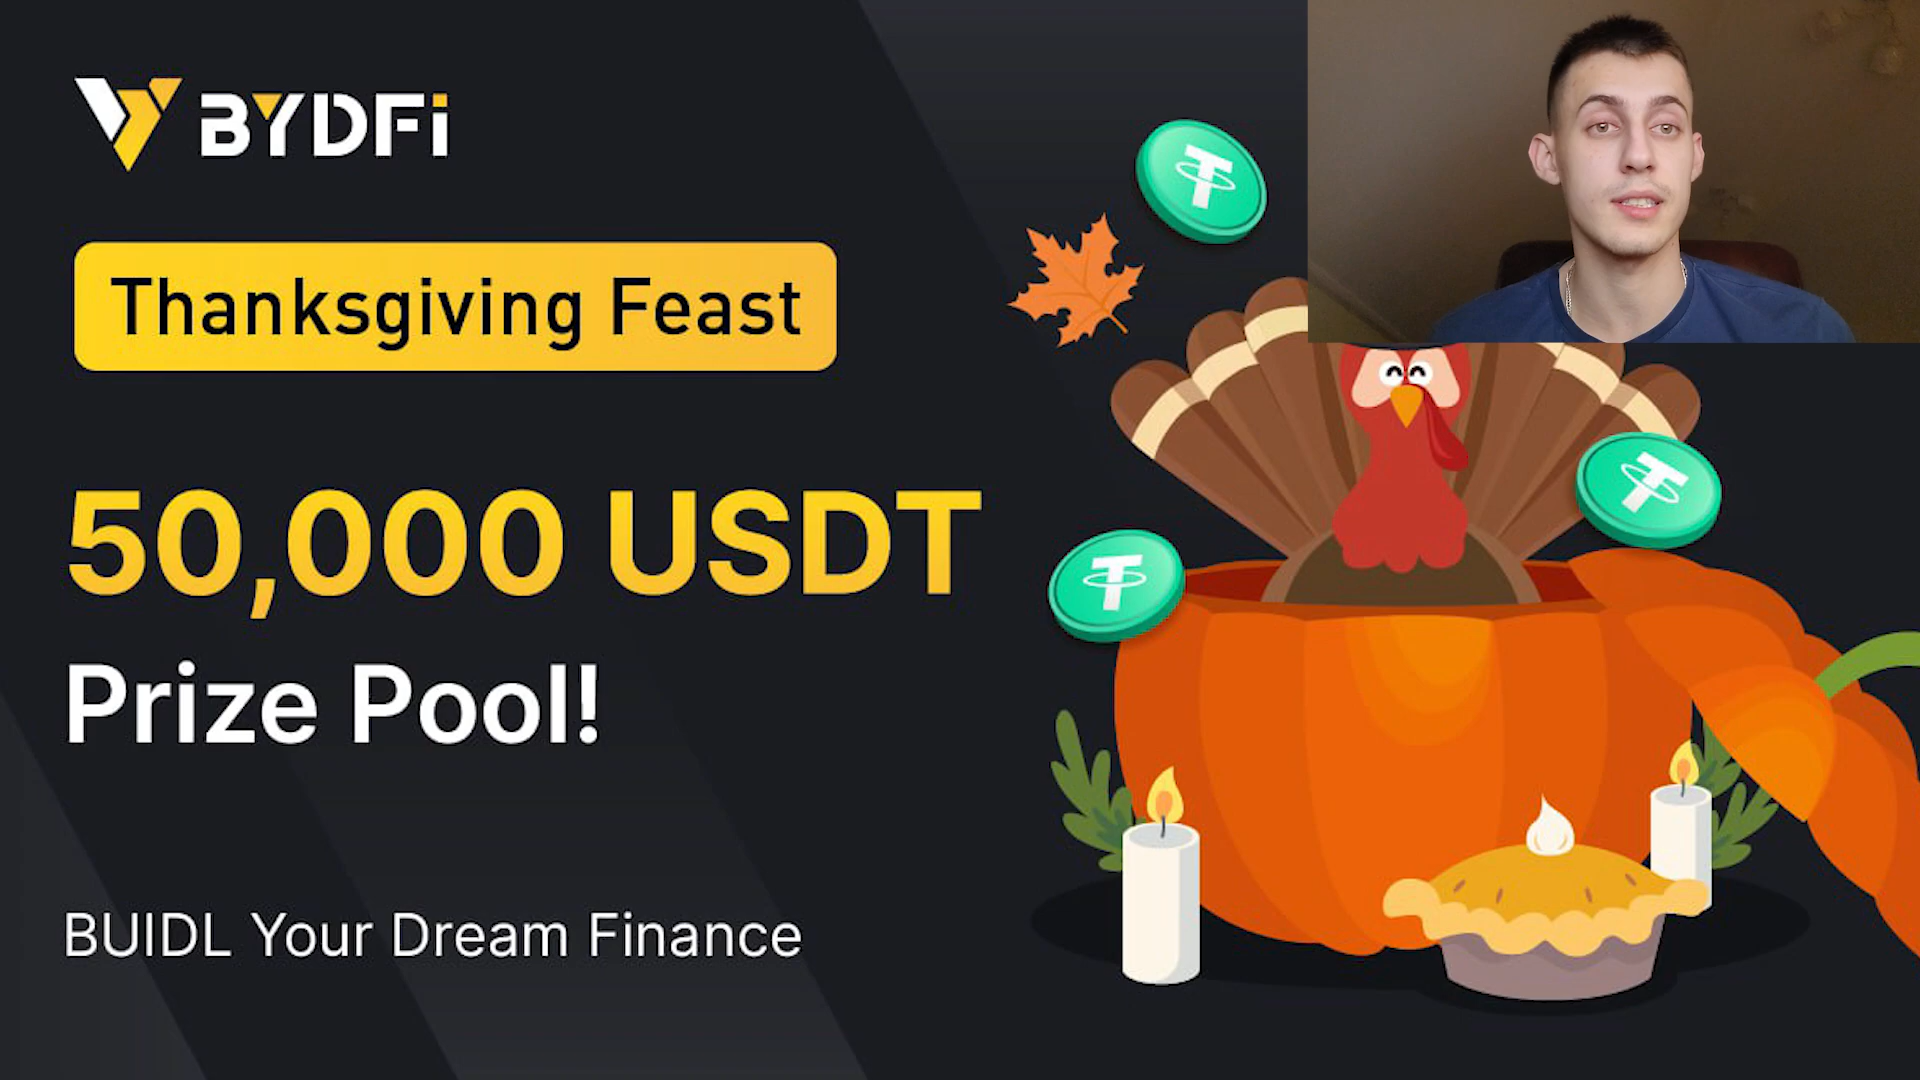 BYDFi
Thanksgiving Feast
50,000 USDT
Prize Pool!
BUIDL Your Dream Finance